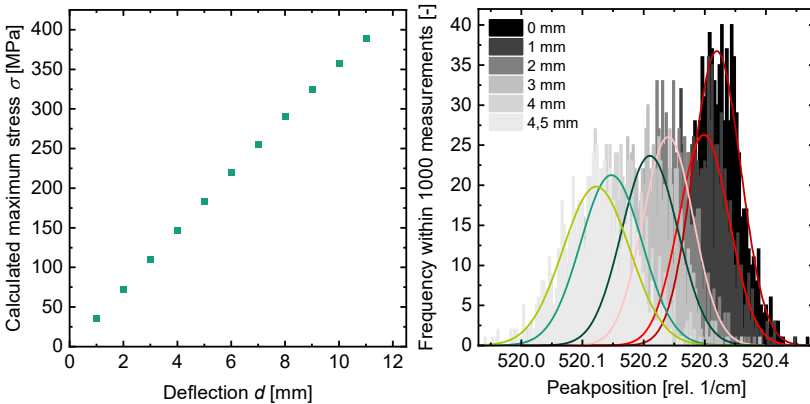 Calculated maximum stress σ [MPa]
400
350
300
250
200
150
100
50
0
0 2 4 6 8 10 12
Deflection d [mm]
Frequency within 1000 measurements [-]
40
35
30
25
20
15
10
5
0
0 mm
1 mm
2 mm
3 mm
4 mm
4,5 mm
520.0 520.1 520.2 520.3 520.4
Peakposition [rel. 1/cm]